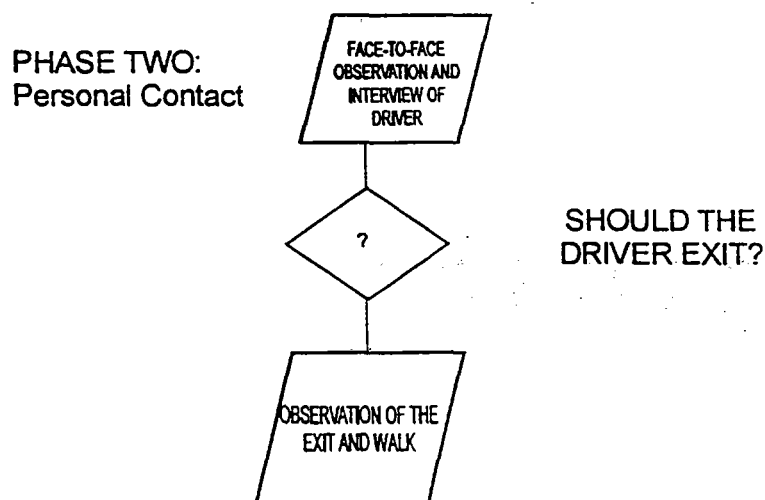 PHASE TWO:
Personal Contact
FACE-TO-FACE
OBSERVATION AND
INTERVIEW OF
DRIVER
?
SHOULD THE
DRIVER EXIT?
OBSERVATION OF THE
EXIT AND WALK